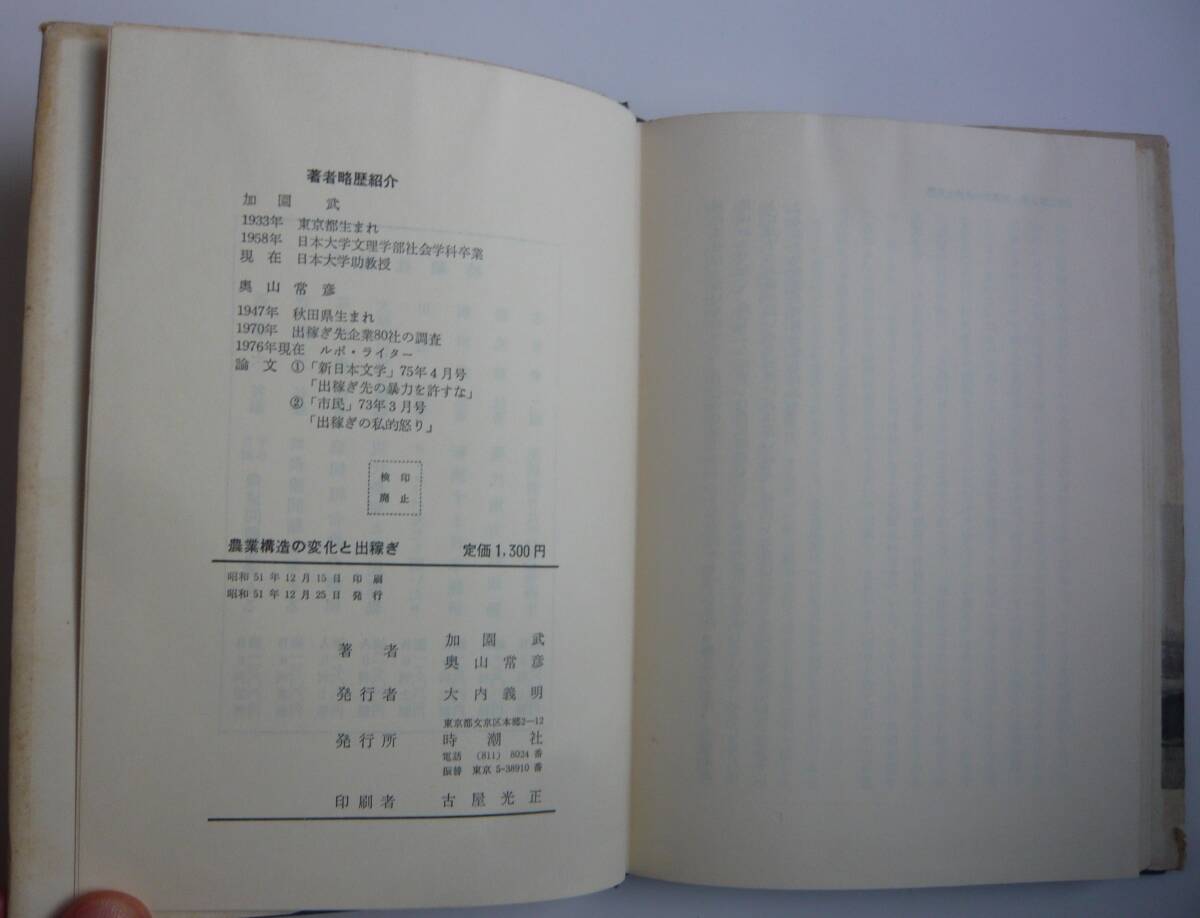 著者略歴紹介
加園 武
1933年 東京都生まれ
1958年 日本大学文理学部社会学科卒業
現在 日本大学助教授
奥山常彦
1947年 秋田県生まれ
1970年 出稼ぎ先企業80社の調査
1976年現在 ルポ・ライター
論文 ①「新日本文学」75年4月号
「出稼ぎ先の暴力を許すな」
②「市民」73年3月号
「出稼ぎの私的怒り」
検印
廃止
農業構造の変化と出稼ぎ 定価1,300円
昭和51年12月15日 印刷
昭和51年12月25日 発行
著者 加園 武
奥山常彦
発行者 大内義明
東京都文京区本郷2―12
発行所 時潮社
電話 (811) 8024番
振替 東京5-38910番
印刷者 古屋光正